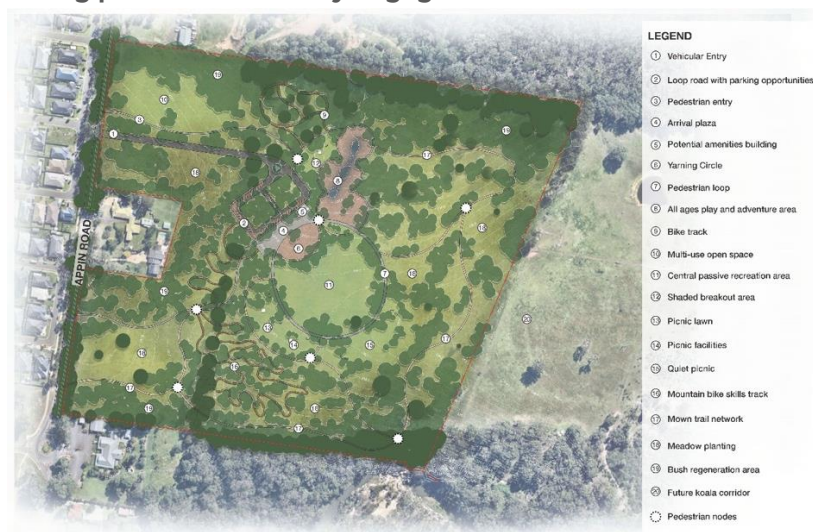 LEGEND
1 Vehicular Entry
2 Loop road with parking opportunities
3 Pedestrian entry
4 Arrival plaza
5 Potential amenities building
6 Yarning Circle
7 Pedestrian loop
8 All ages play and adventure area
9 Bike track
10 Multi-use open space
11 Central passive recreation area
12 Shaded breakout area
13 Picnic lawn
14 Picnic facilities
15 Quiet picnic
16 Mountain bike skills track
17 Mown trail network
18 Meadow planting
19 Bush regeneration area
20 Future koala corridor
Pedestrian nodes
APPIN ROAD